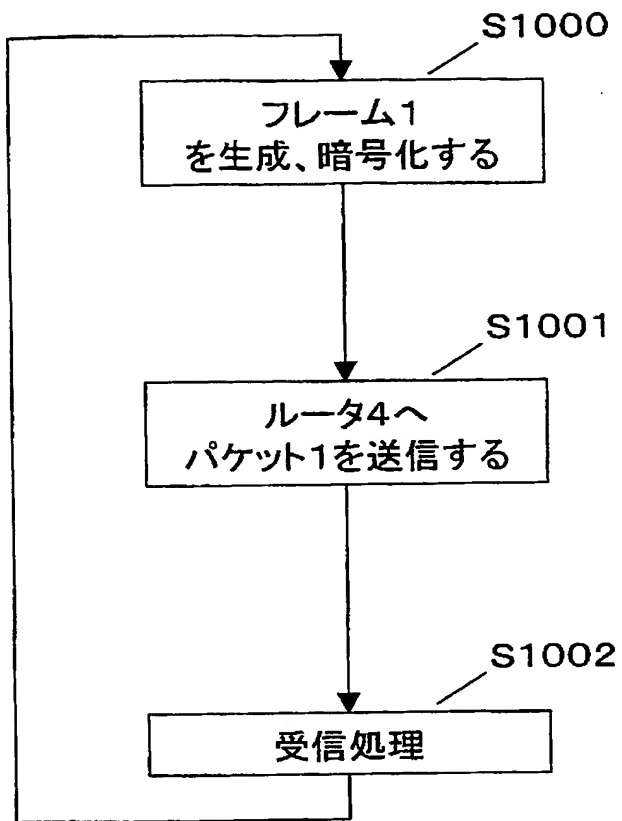 S1000
フレーム1
を生成、暗号化する
S1001
ルータ4へ
パケット1を送信する
S1002
受信処理